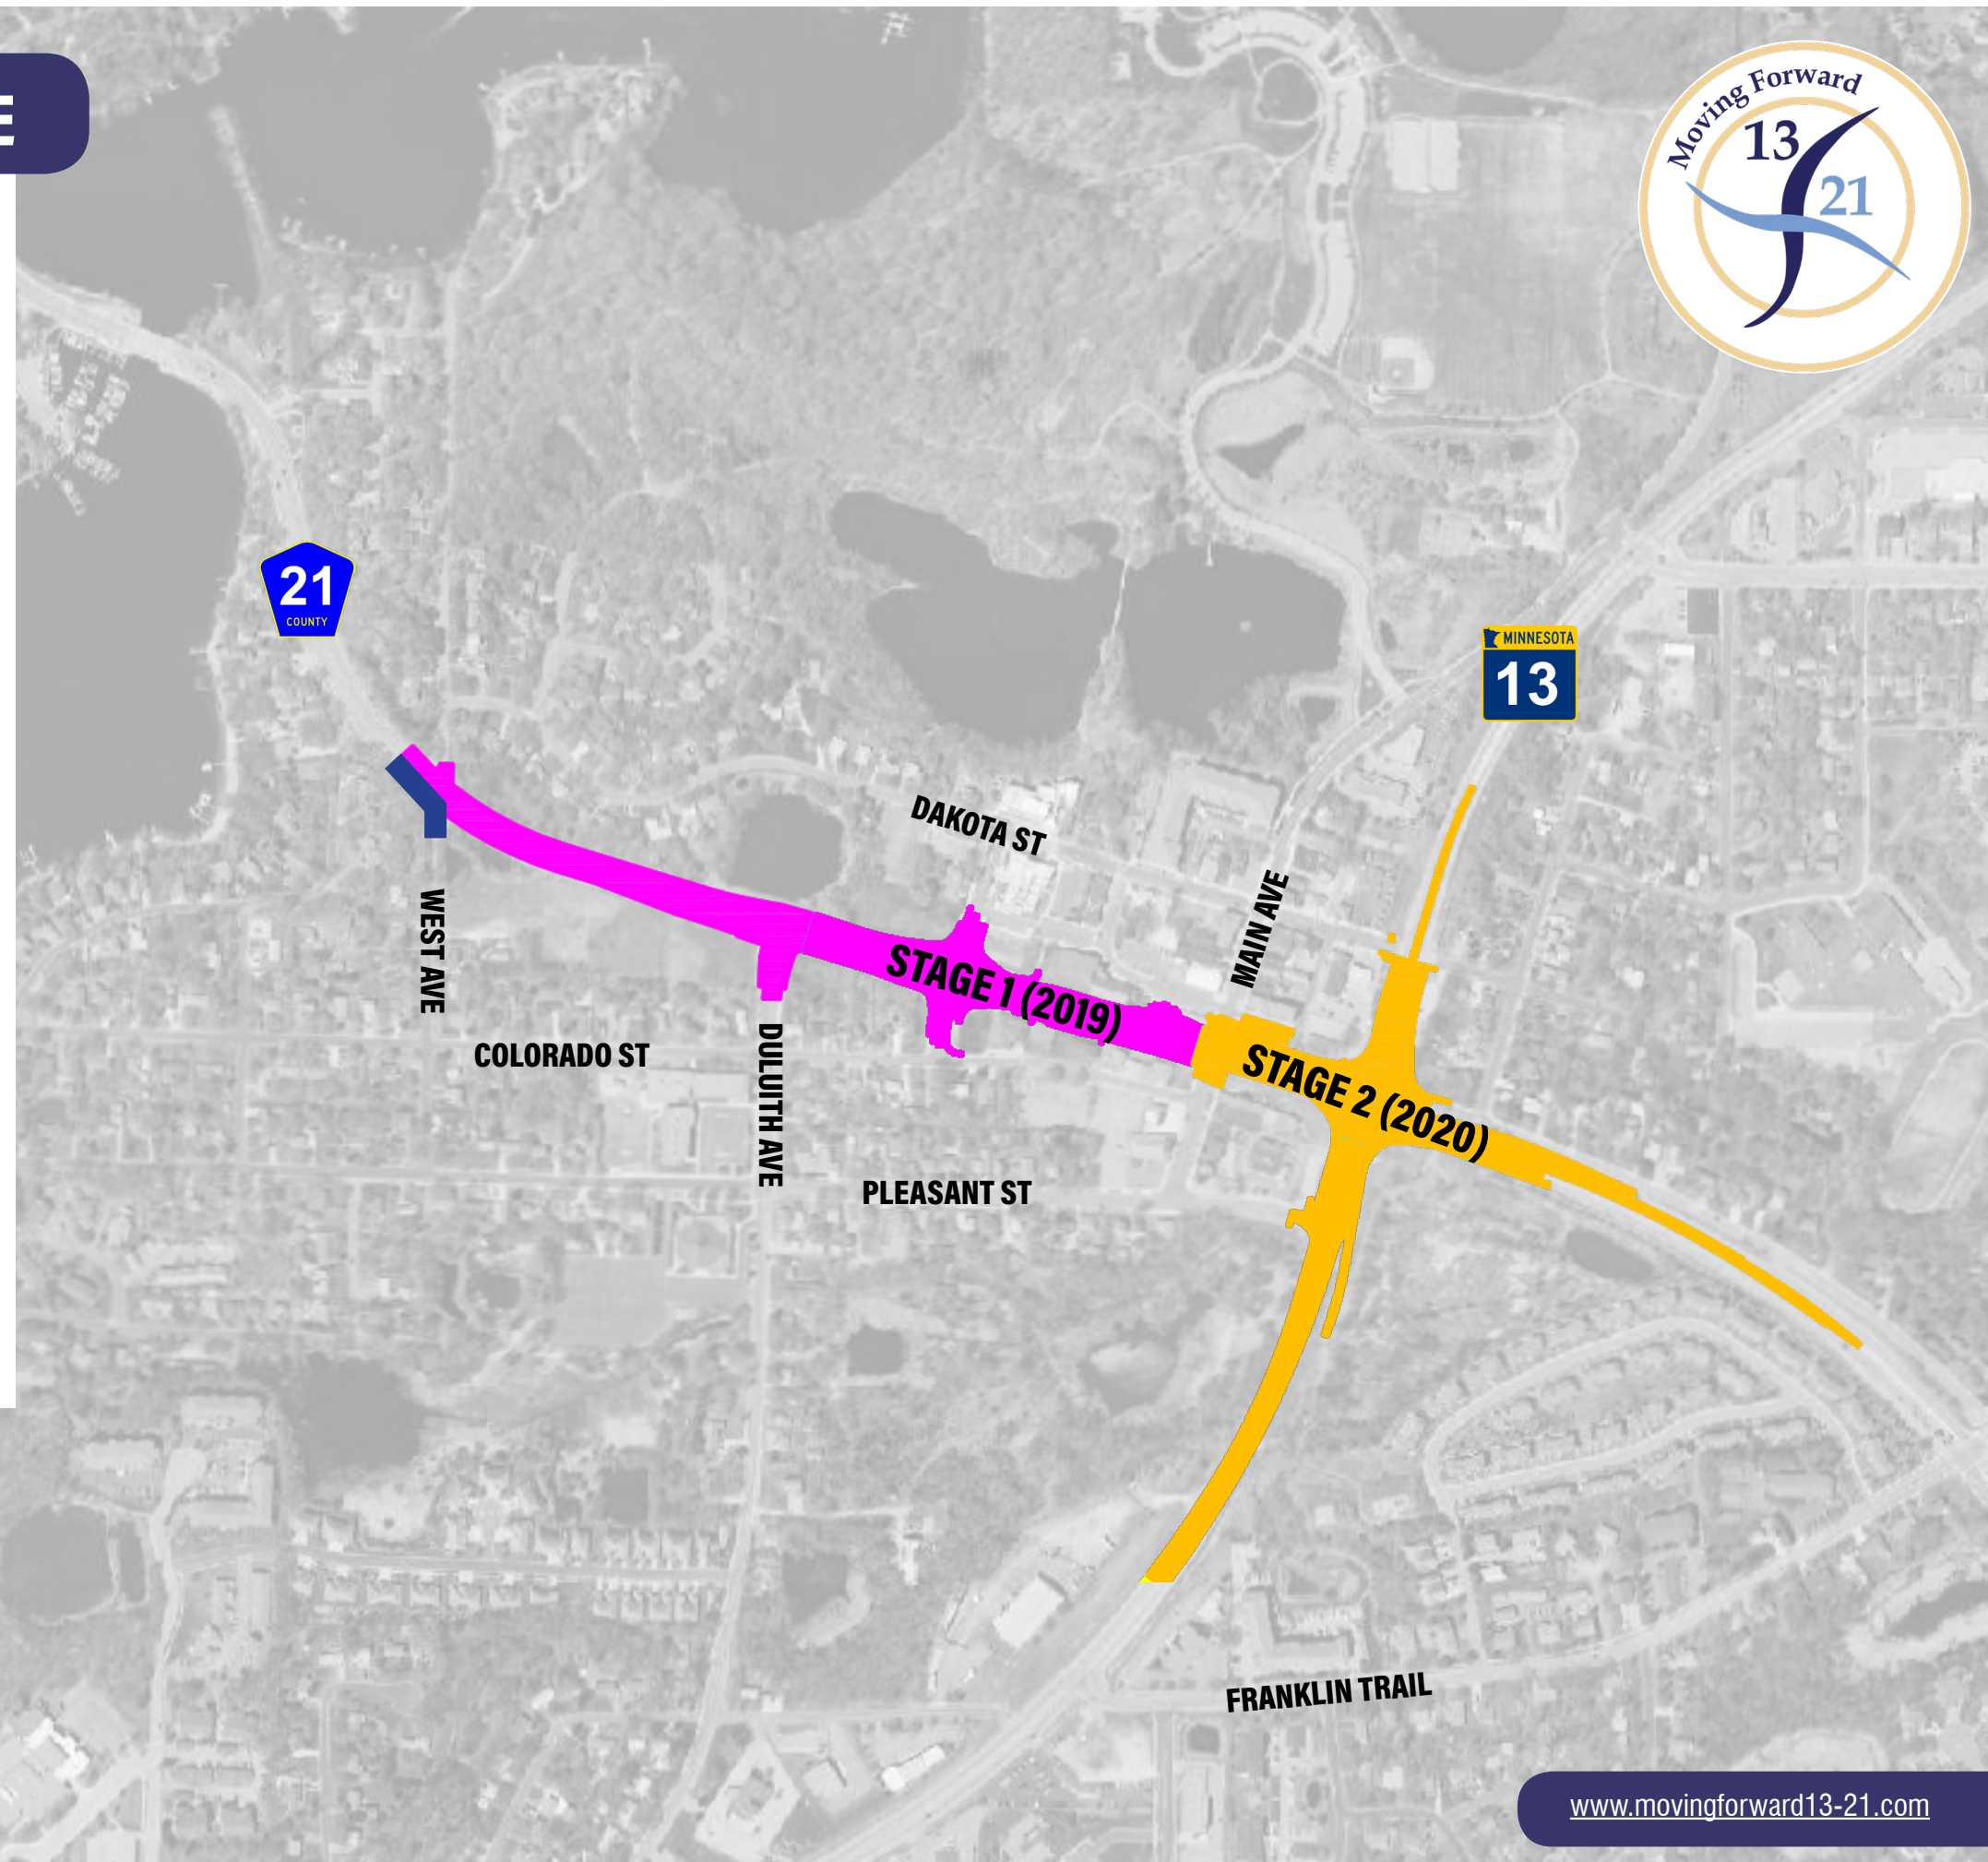 E
Moving Forward
13
21
21
COUNTY
MINNESOTA
13
DAKOTA ST
MAIN AVE
WEST AVE
STAGE 1 (2019)
COLORADO ST
DULUITH AVE
STAGE 2 (2020)
PLEASANT ST
FRANKLIN TRAIL
www.movingforward13-21.com